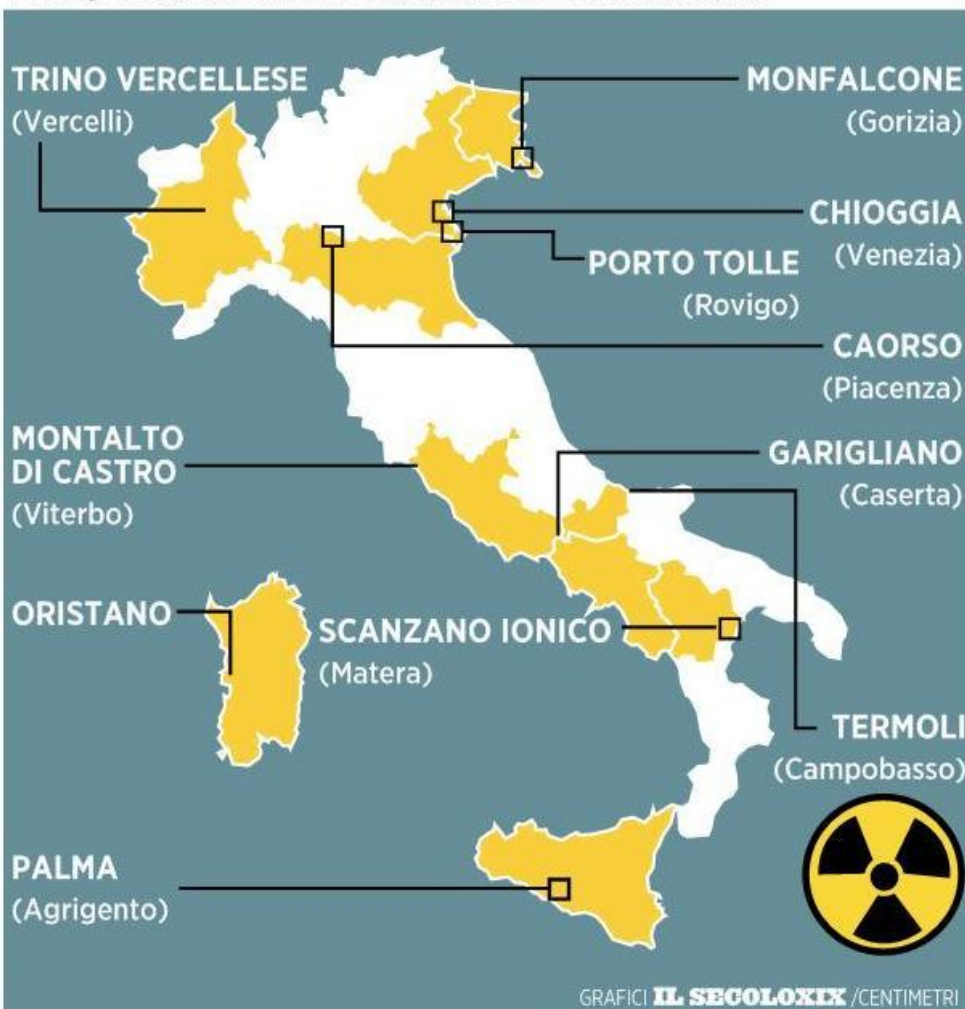 TRINO VERCELLESE
(Vercelli)
MONFALCONE
(Gorizia)
CHIOGGIA
(Venezia)
PORTO TOLLE
(Rovigo)
CAORSO
(Piacenza)
MONTALTO
DI CASTRO
(Viterbo)
GARIGLIANO
(Caserta)
ORISTANO
SCANZANO IONICO
(Matera)
TERMOLI
(Campobasso)
PALMA
(Agrigento)
GRAFICI IL SECOLOXIX /CENTIMETRI